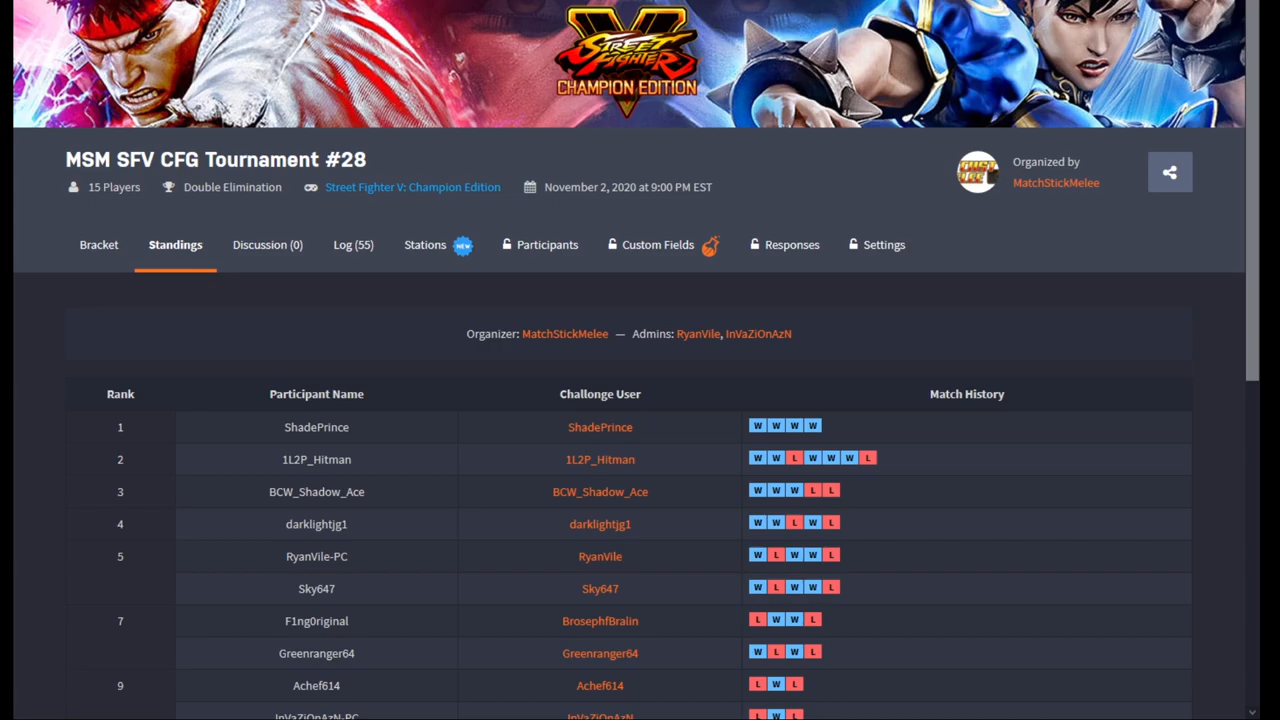 STREET
FIGHTER
V
CHAMPION EDITION
MSM SFV CFG Tournament #28
15 Players Double Elimination Street Fighter V: Champion Edition November 2, 2020 at 9:00 PM EST
Organized by
MatchStickMelee
Bracket Standings Discussion (0) Log (55) Stations NEW Participants Custom Fields Responses Settings
Organizer: MatchStickMelee — Admins: RyanVile, InVaZiOnAzN
Rank Participant Name Challonge User Match History
1 ShadePrince ShadePrince W W W W
2 1L2P_Hitman 1L2P_Hitman W W L W W W L
3 BCW_Shadow_Ace BCW_Shadow_Ace W W W L L
4 darklightjg1 darklightjg1 W W L W L
5 RyanVile-PC RyanVile W L W W L
Sky647 Sky647 W L W W L
7 F1ng0riginal BrosephfBralin L W W L
Greenranger64 Greenranger64 W L W L
9 Achef614 Achef614 L W L
InVaZiOnAzN-PC InVaZiOnAzN L W L